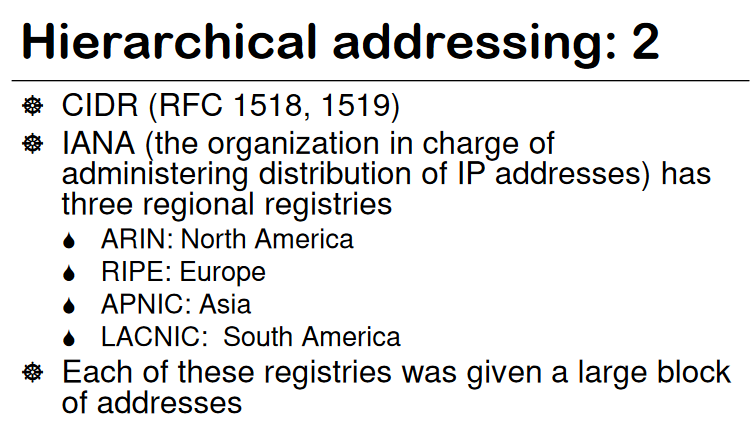 Hierarchical addressing: 2
CIDR (RFC 1518, 1519)
IANA (the organization in charge of
administering distribution of IP addresses) has
three regional registries
ARIN: North America
RIPE: Europe
APNIC: Asia
LACNIC:  South America
Each of these registries was given a large block
of addresses